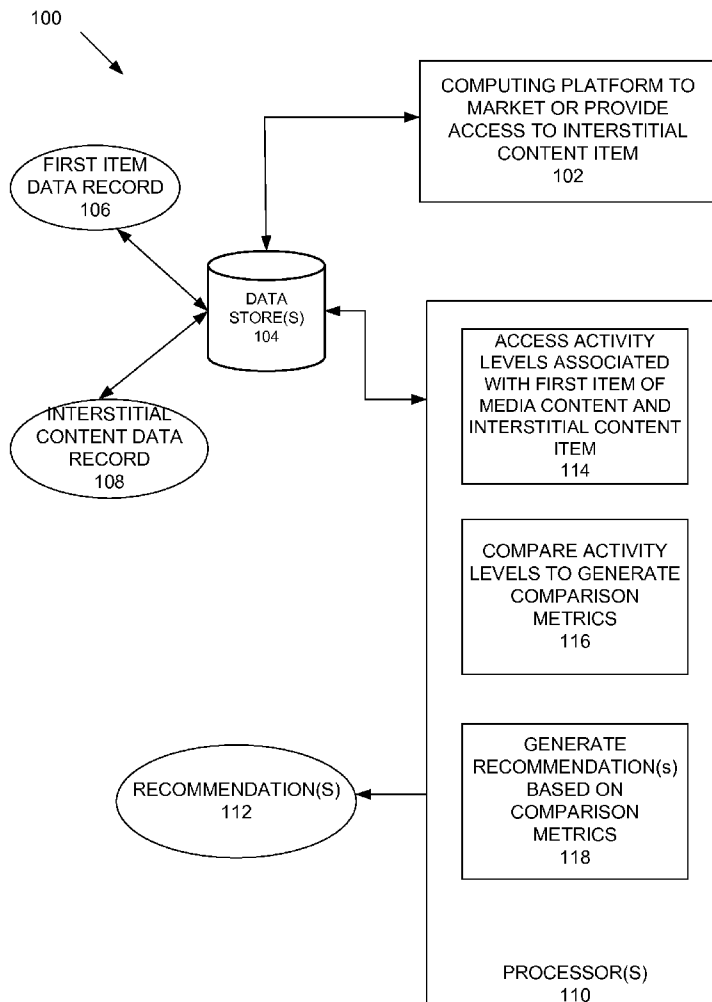 100
COMPUTING PLATFORM TO
MARKET OR PROVIDE
ACCESS TO INTERSTITIAL
CONTENT ITEM
102
FIRST ITEM
DATA RECORD
106
DATA
STORE(S)
104
INTERSTITIAL
CONTENT DATA
RECORD
108
ACCESS ACTIVITY
LEVELS ASSOCIATED
WITH FIRST ITEM OF
MEDIA CONTENT AND
INTERSTITIAL CONTENT
ITEM
114
COMPARE ACTIVITY
LEVELS TO GENERATE
COMPARISON
METRICS
116
GENERATE
RECOMMENDATION(s)
BASED ON
COMPARISON
METRICS
118
RECOMMENDATION(S)
112
PROCESSOR(S)
110